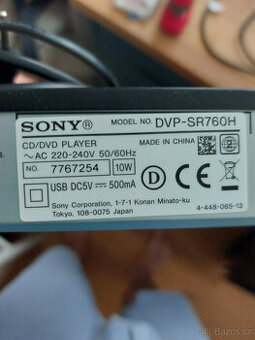 SONY® MODEL NO. DVP-SR760H
CD/DVD PLAYER MADE IN CHINA
~ AC 220-240V 50/60Hz
NO. 7767254 10W
USB DC5V ⎓ 500mA
Sony Corporation, 1-7-1 Konan Minato-ku
Tokyo, 108-0075 Japan 4-448-065-13